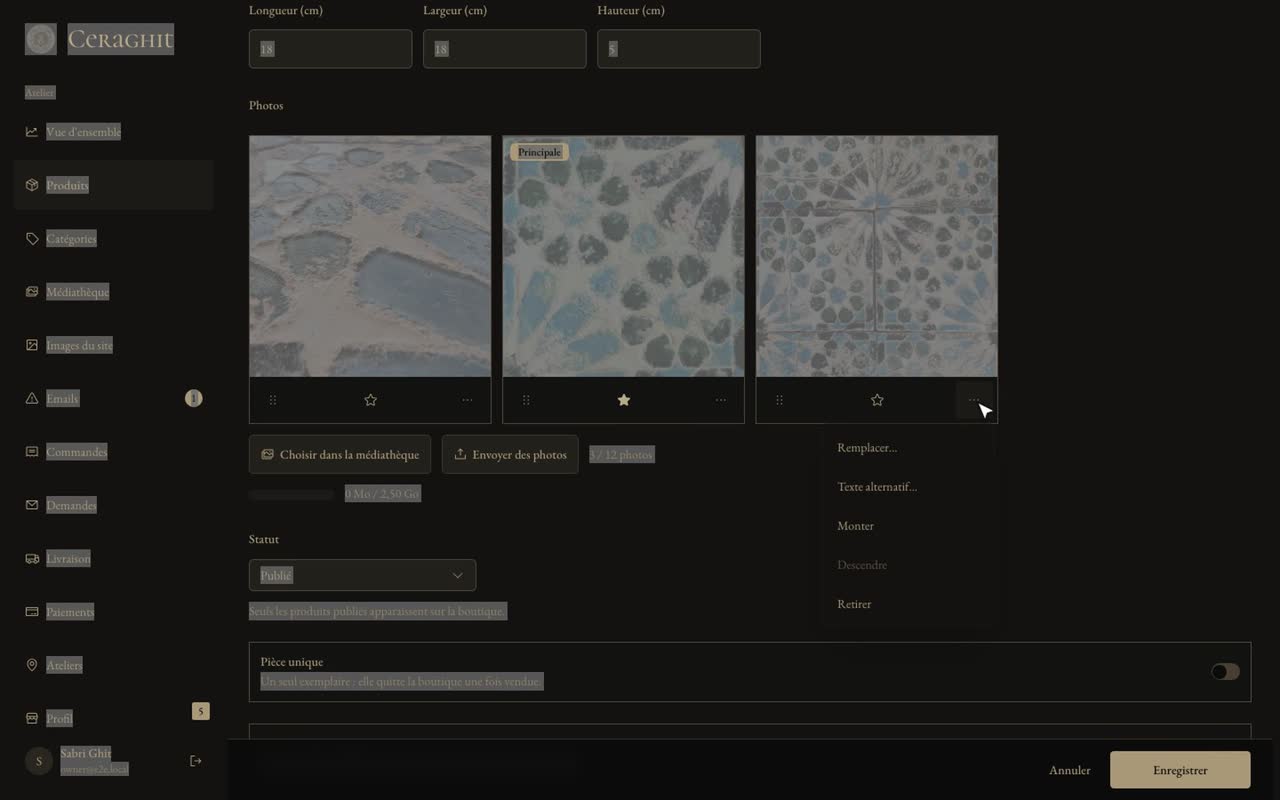 Ceraghit
Atelier
Vue d'ensemble
Produits
Catégories
Médiathèque
Images du site
Emails
1
Commandes
Demandes
Livraison
Paiements
Ateliers
Profil
5
S
Sabri Ghit
owner@e2e.local
Longueur (cm)
Largeur (cm)
Hauteur (cm)
18
18
5
Photos
Principale
Choisir dans la médiathèque
Envoyer des photos
3 / 12 photos
0 Mo / 2,50 Go
Remplacer...
Texte alternatif...
Monter
Descendre
Retirer
Statut
Publié
Seuls les produits publiés apparaissent sur la boutique.
Pièce unique
Un seul exemplaire : elle quitte la boutique une fois vendue.
Annuler
Enregistrer